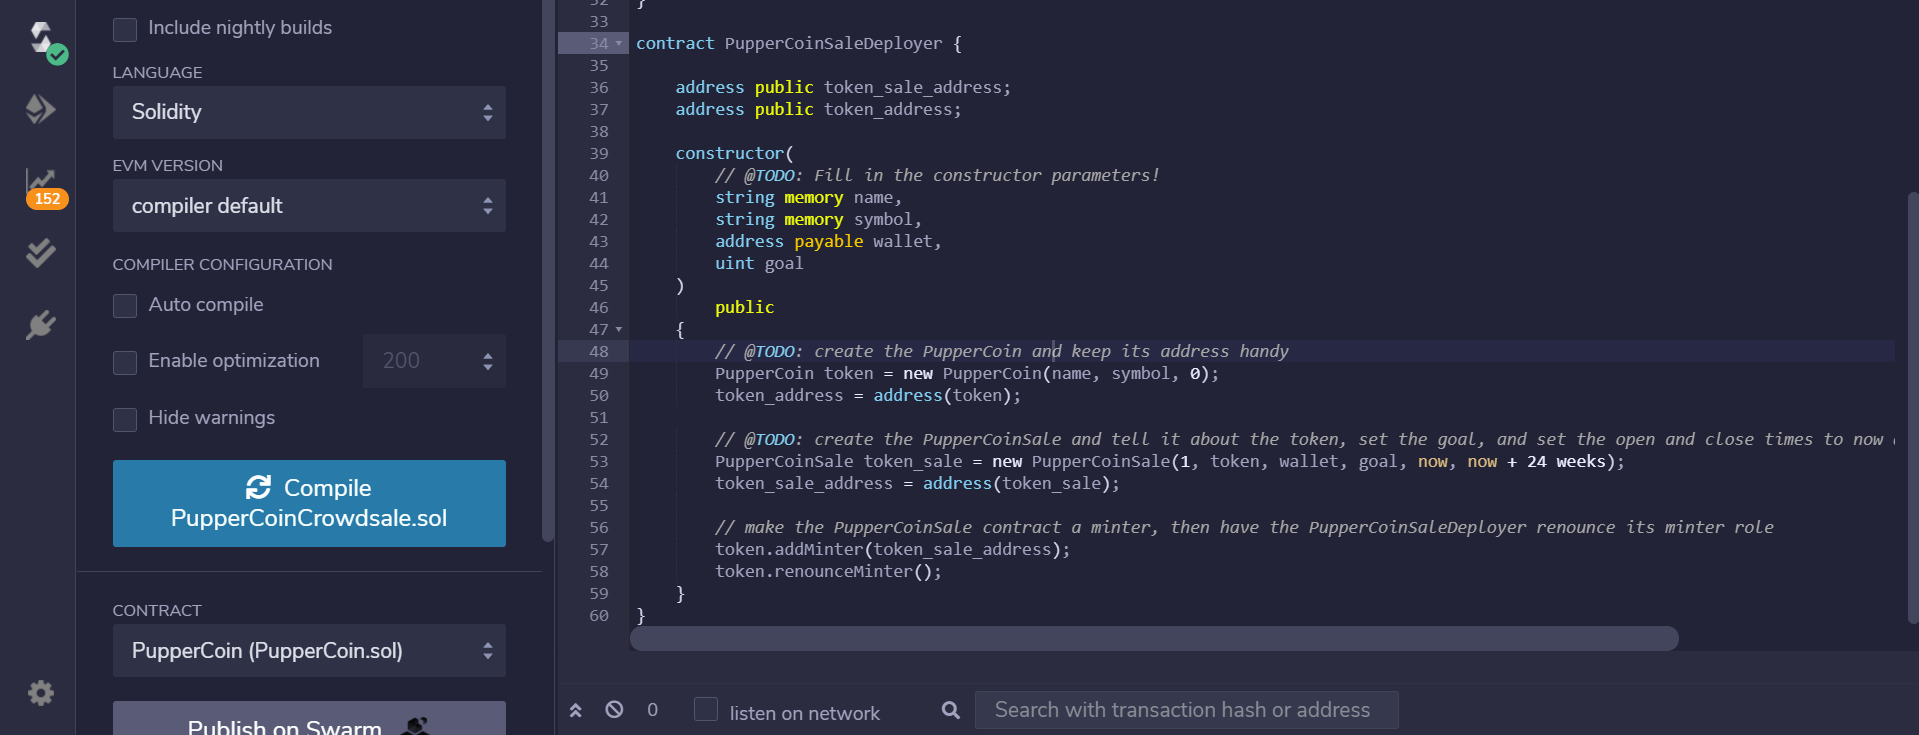 Include nightly builds
LANGUAGE
Solidity
EVM VERSION
152
compiler default
COMPILER CONFIGURATION
Auto compile
Enable optimization
200
Hide warnings
Compile
PupperCoinCrowdsale.sol
CONTRACT
PupperCoin (PupperCoin.sol)
Publish on Swarm
32 }
33
34 contract PupperCoinSaleDeployer {
35
36 address public token_sale_address;
37 address public token_address;
38
39 constructor(
40 // @TODO: Fill in the constructor parameters!
41 string memory name,
42 string memory symbol,
43 address payable wallet,
44 uint goal
45 )
46 public
47 {
48 // @TODO: create the PupperCoin and keep its address handy
49 PupperCoin token = new PupperCoin(name, symbol, 0);
50 token_address = address(token);
51
52 // @TODO: create the PupperCoinSale and tell it about the token, set the goal, and set the open and close times to now
53 PupperCoinSale token_sale = new PupperCoinSale(1, token, wallet, goal, now, now + 24 weeks);
54 token_sale_address = address(token_sale);
55
56 // make the PupperCoinSale contract a minter, then have the PupperCoinSaleDeployer renounce its minter role
57 token.addMinter(token_sale_address);
58 token.renounceMinter();
59 }
60 }
0 listen on network Search with transaction hash or address